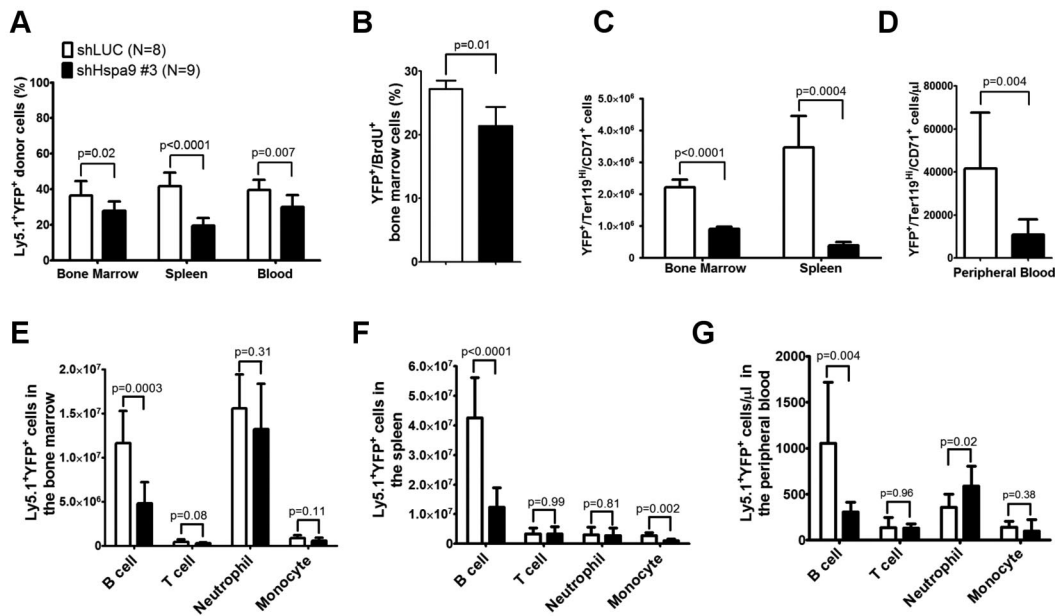 A
shLUC (N=8)
shHspa9 #3 (N=9)
Ly5.1⁺YFP⁺ donor cells (%)
100
80
60
40
20
0
p=0.02
p<0.0001
p=0.007
Bone Marrow
Spleen
Blood
B
YFP⁺/BrdU⁺
bone marrow cells (%)
30
20
10
0
p=0.01
C
YFP⁺/Ter119ᴴⁱ/CD71⁺ cells
5.0×10⁶
4.0×10⁶
3.0×10⁶
2.0×10⁶
1.0×10⁶
0
p<0.0001
p=0.0004
Bone Marrow
Spleen
D
YFP⁺/Ter119ᴴⁱ/CD71⁺ cells/µl
80000
60000
40000
20000
0
p=0.004
Peripheral Blood
E
Ly5.1⁺YFP⁺ cells in
the bone marrow
2.0×10⁷
1.5×10⁷
1.0×10⁷
5.0×10⁶
0
p=0.0003
p=0.08
p=0.31
p=0.11
B cell
T cell
Neutrophil
Monocyte
F
Ly5.1⁺YFP⁺ cells in
the spleen
6.0×10⁷
5.0×10⁷
4.0×10⁷
3.0×10⁷
2.0×10⁷
1.0×10⁷
0
p<0.0001
p=0.99
p=0.81
p=0.002
B cell
T cell
Neutrophil
Monocyte
G
Ly5.1⁺YFP⁺ cells/µl in
the peripheral blood
2000
1500
1000
500
0
p=0.004
p=0.96
p=0.02
p=0.38
B cell
T cell
Neutrophil
Monocyte